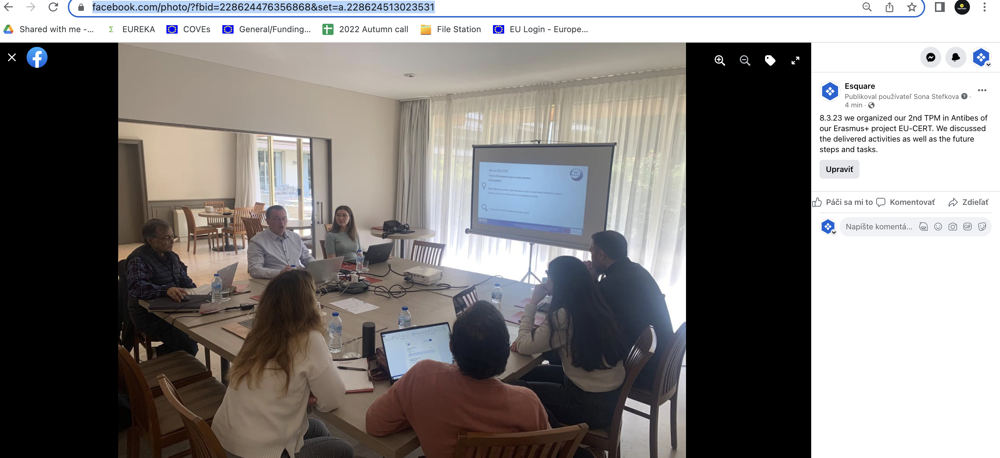 facebook.com/photo/?fbid=228624476356868&set=a.228624513023531
Shared with me -...
EUREKA
COVEs
General/Funding...
2022 Autumn call
File Station
EU Login - Europe...
Esquare
Publikoval používateľ Sona Stefkova
4 min
8.3.23 we organized our 2nd TPM in Antibes of
our Erasmus+ project EU-CERT. We discussed
the delivered activities as well as the future
steps and tasks.
Upraviť
Páči sa mi to Komentovať Zdieľať
Napíšte komentá...
GIF
EU-CERT